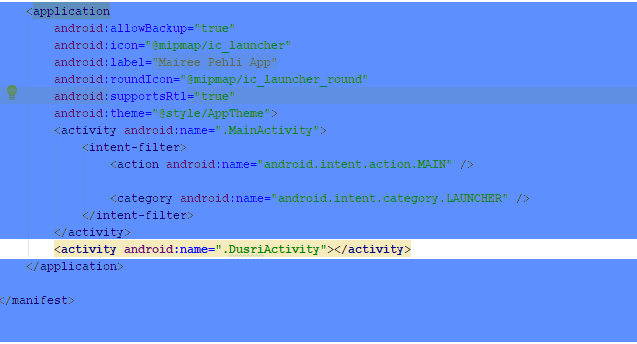 <application
android:allowBackup="true"
android:icon="@mipmap/ic_launcher"
android:label="Mairee Pehli App"
android:roundIcon="@mipmap/ic_launcher_round"
android:supportsRtl="true"
android:theme="@style/AppTheme">
<activity android:name=".MainActivity">
<intent-filter>
<action android:name="android.intent.action.MAIN" />
<category android:name="android.intent.category.LAUNCHER" />
</intent-filter>
</activity>
<activity android:name=".DusriActivity"></activity>
</application>
</manifest>